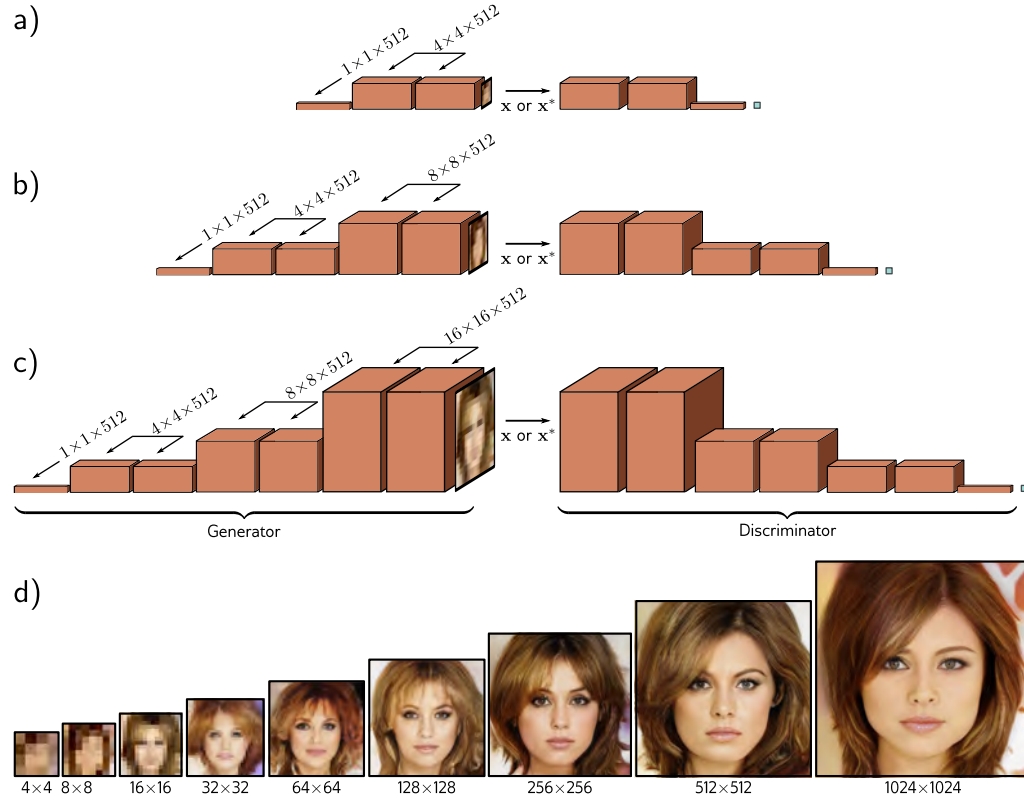 a)
1×1×512
4×4×512
x or x*
b)
1×1×512
4×4×512
8×8×512
x or x*
c)
1×1×512
4×4×512
8×8×512
16×16×512
x or x*
Generator
Discriminator
d)
4×4
8×8
16×16
32×32
64×64
128×128
256×256
512×512
1024×1024